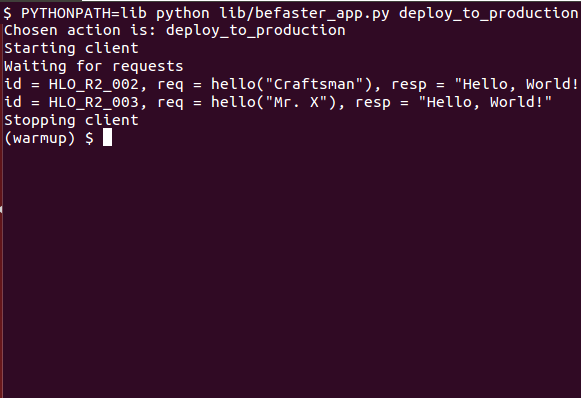 $ PYTHONPATH=lib python lib/befaster_app.py deploy_to_production
Chosen action is: deploy_to_production
Starting client
Waiting for requests
id = HLO_R2_002, req = hello("Craftsman"), resp = "Hello, World!
id = HLO_R2_003, req = hello("Mr. X"), resp = "Hello, World!"
Stopping client
(warmup) $